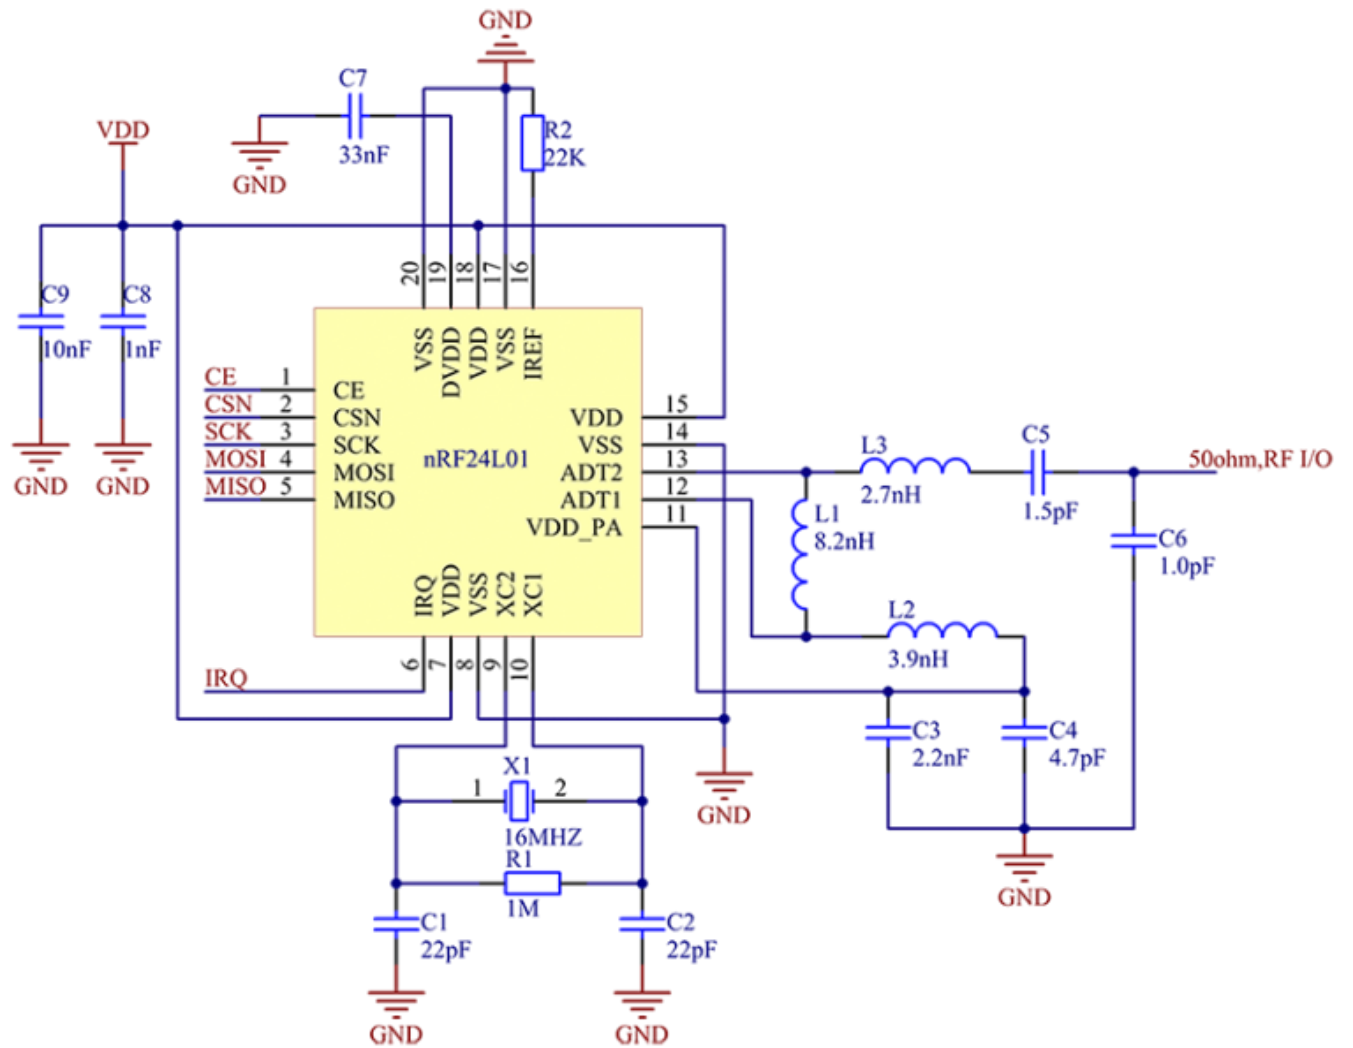 GND
C7
33nF
GND
R2
22K
VDD
C9
10nF
GND
C8
1nF
GND
20
19
18
17
16
VSS
DVDD
VDD
VSS
IREF
CE
1
CE
CSN
2
CSN
SCK
3
SCK
MOSI
4
MOSI
MISO
5
MISO
nRF24L01
VDD
15
VSS
14
ADT2
13
ADT1
12
VDD_PA
11
IRQ
VDD
VSS
XC2
XC1
6
7
8
9
10
IRQ
L3
2.7nH
C5
1.5pF
50ohm,RF I/O
L1
8.2nH
C6
1.0pF
L2
3.9nH
C3
2.2nF
C4
4.7pF
GND
GND
X1
1
2
16MHZ
R1
1M
C1
22pF
C2
22pF
GND
GND